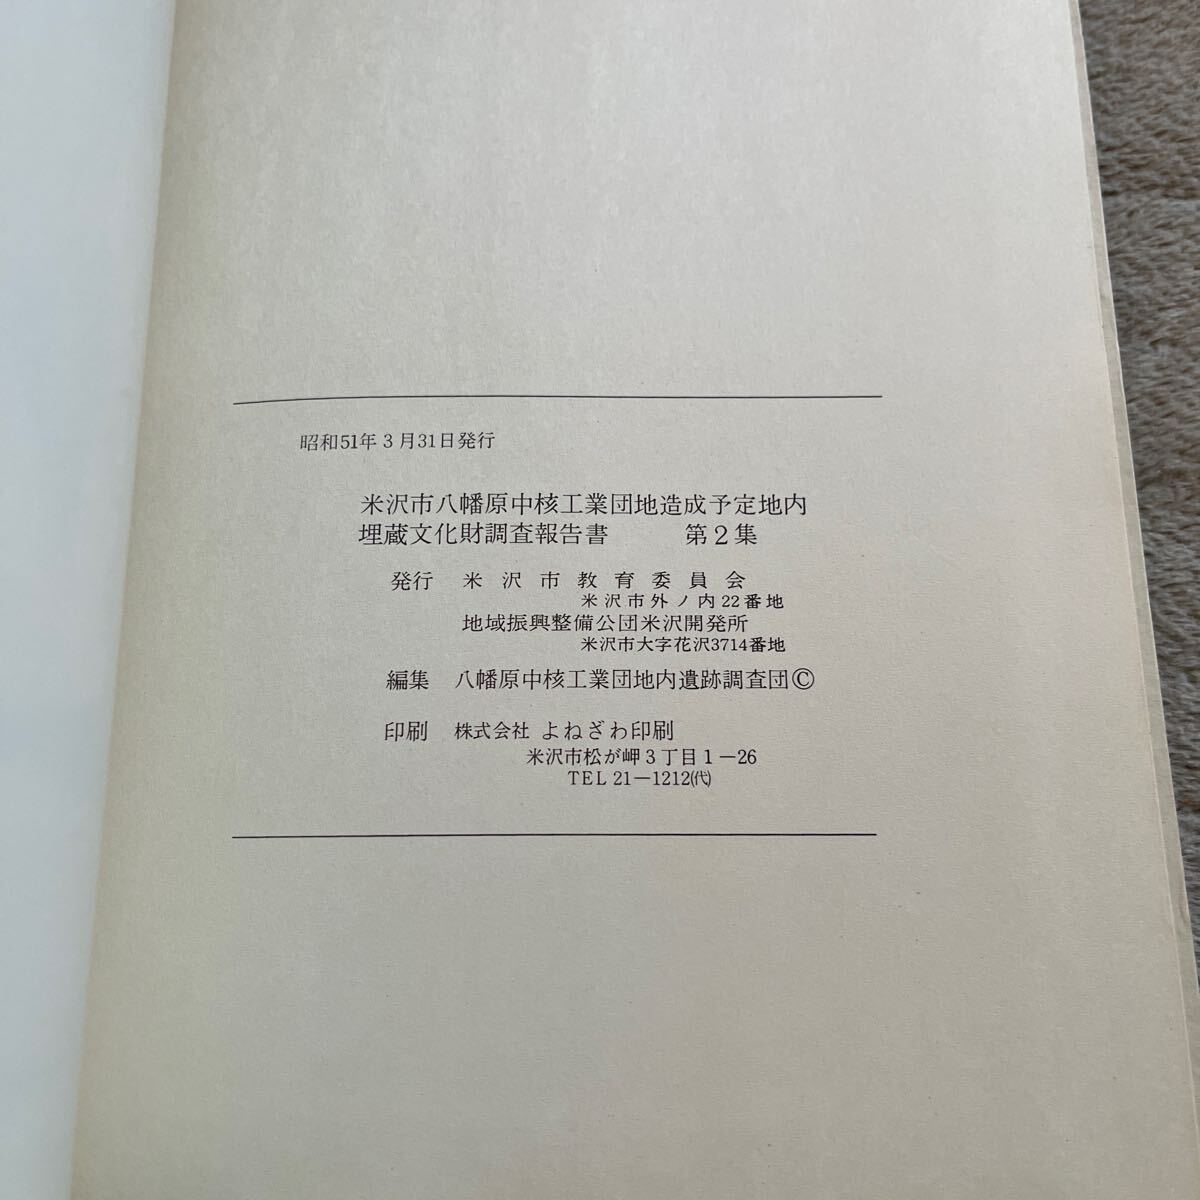 昭和51年3月31日発行
米沢市八幡原中核工業団地造成予定地内
埋蔵文化財調査報告書 第2集
発行 米沢市教育委員会
米沢市外ノ内22番地
地域振興整備公団米沢開発所
米沢市大字花沢3714番地
編集 八幡原中核工業団地内遺跡調査団Ⓒ
印刷 株式会社 よねざわ印刷
米沢市松が岬3丁目1－26
TEL 21－1212㈹